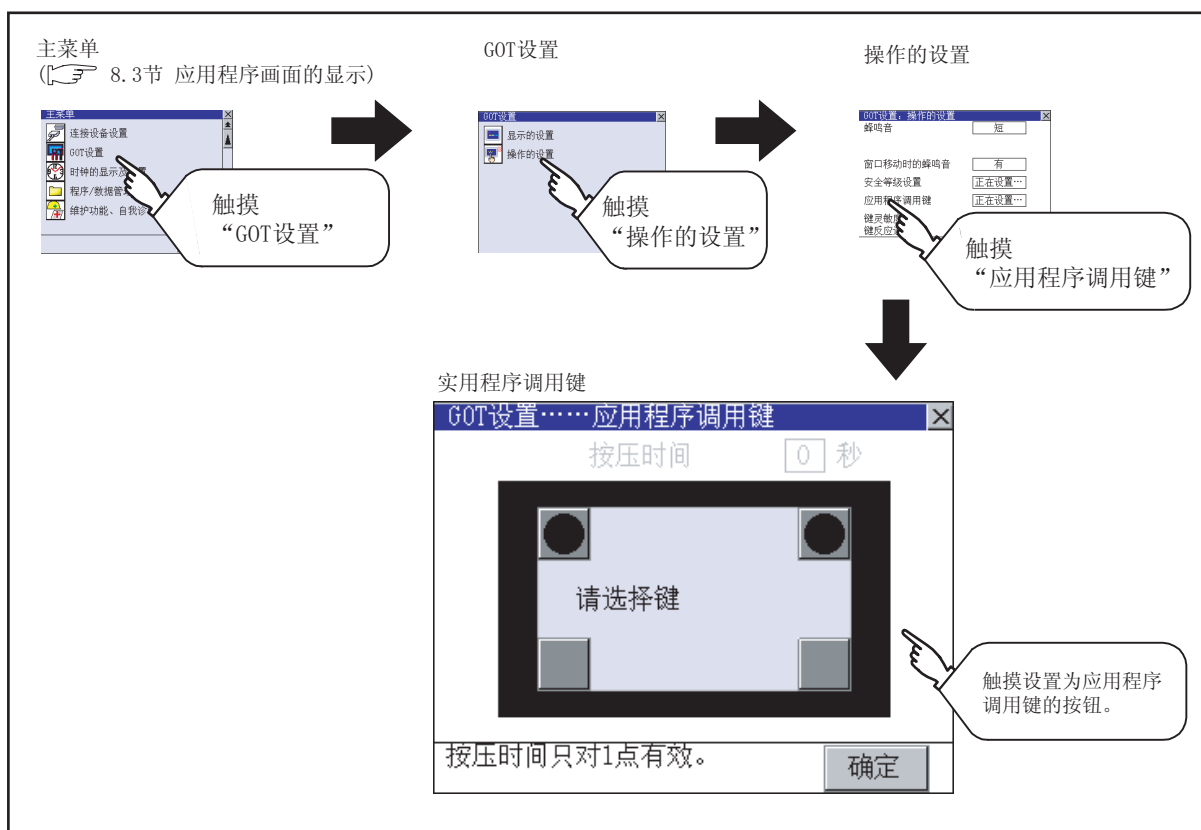 主菜单
( 8.3节 应用程序画面的显示)
主菜单
连接设备设置
GOT设置
时钟的显示及
置
程序/数据管
维护功能、自我诊
触摸
“GOT设置”
GOT设置
GOT设置
显示的设置
操作的设置
触摸
“操作的设置”
操作的设置
GOT设置：操作的设置
蜂鸣音
短
窗口移动时的蜂鸣音
有
安全等级设置
正在设置…
应用程序调用键
正在设置…
键灵敏度
键反应速
触摸
“应用程序调用键”
实用程序调用键
GOT设置……应用程序调用键
按压时间 0 秒
请选择键
按压时间只对1点有效。
确定
触摸设置为应用程序
调用键的按钮。